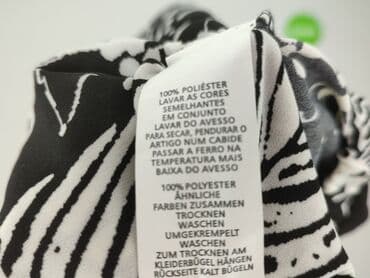 100% POLIÉSTER
LAVAR AS CORES
SEMELHANTES
EM CONJUNTO
LAVAR DO AVESSO
PARA SECAR, PENDURAR O
ARTIGO NUM CABIDE
PASSAR A FERRO NA
TEMPERATURA MAIS
BAIXA DO AVESSO
100% POLYESTER
ÄHNLICHE
FARBEN ZUSAMMEN
TROCKNEN
WASCHEN
UMGEKREMPELT
WASCHEN
ZUM TROCKNEN AM
KLEIDERBÜGEL HÄNGEN
RÜCKSEITE KALT BÜGELN